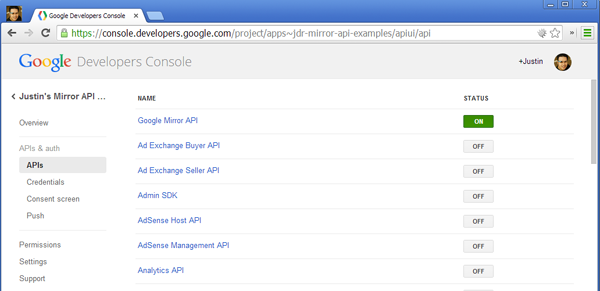 Google Developers Console
https://console.developers.google.com/project/apps~jdr-mirror-api-examples/apiui/api
Google Developers Console
+Justin
Justin's Mirror API ...
Overview
APIs & auth
APIs
Credentials
Consent screen
Push
Permissions
Settings
Support
NAME STATUS
Google Mirror API ON
Ad Exchange Buyer API OFF
Ad Exchange Seller API OFF
Admin SDK OFF
AdSense Host API OFF
AdSense Management API OFF
Analytics API OFF